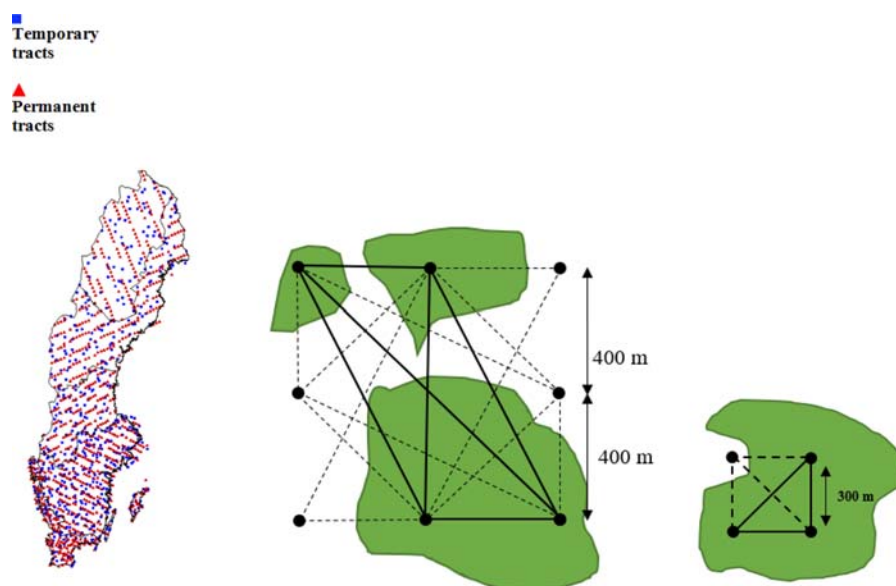 Temporary
tracts
Permanent
tracts
400 m
400 m
300 m